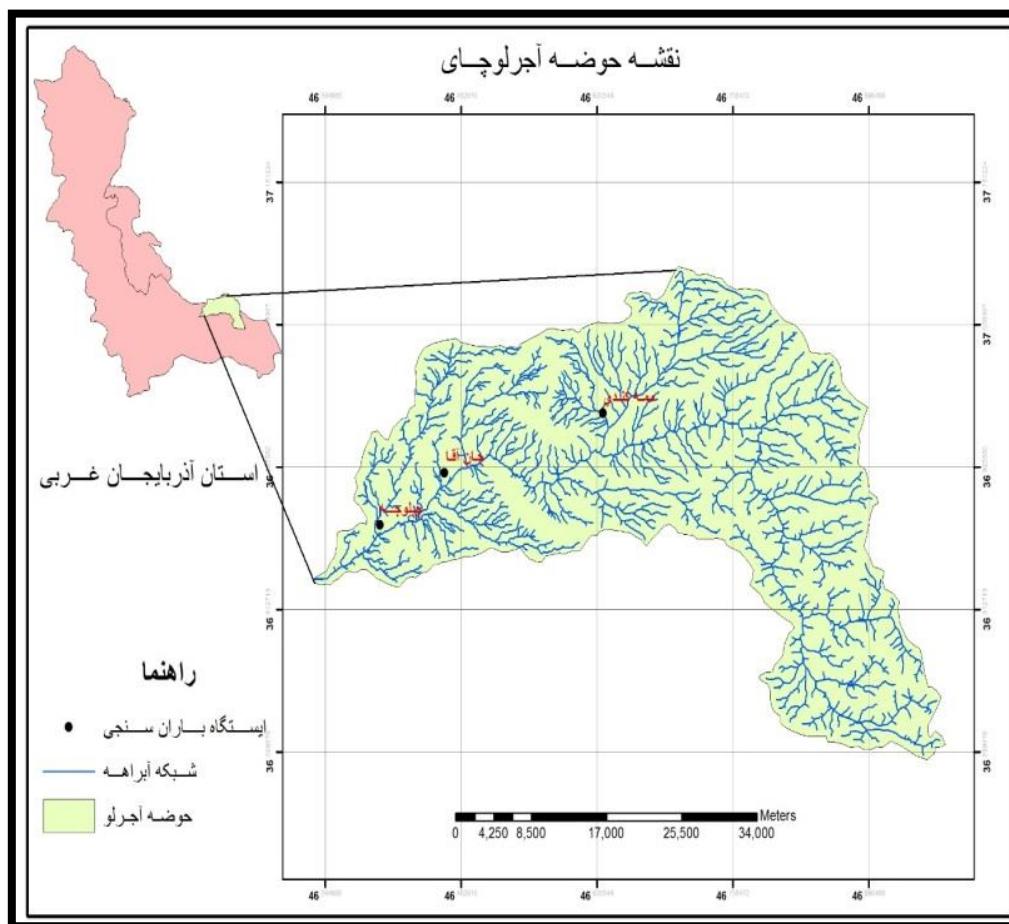 نقشه حوضه آجرلوچای
46 46 46 46 46
37
37
36
36
36
37
37
36
36
36
جان آقا
استان آذربایجان غربی
راهنما
ایستگاه باران سنجی
شبکه آبراهه
حوضه آجرلو
Meters
0 4,250 8,500 17,000 25,500 34,000
46 46 46 46 46